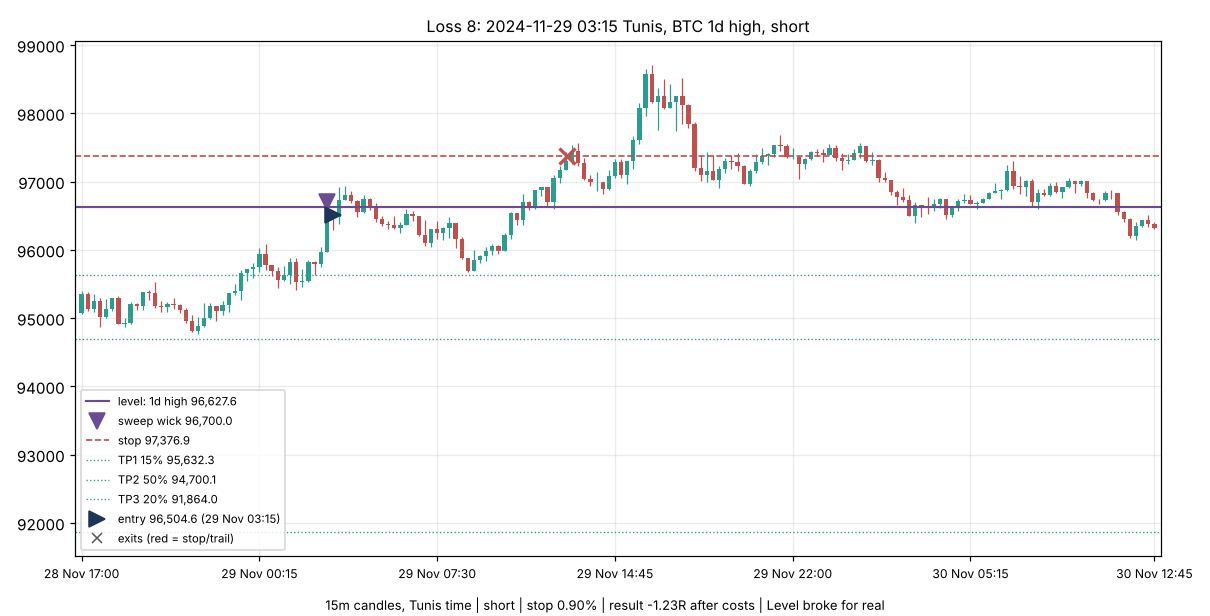 Loss 8: 2024-11-29 03:15 Tunis, BTC 1d high, short
99000
98000
97000
96000
95000
94000
93000
92000
level: 1d high 96,627.6
sweep wick 96,700.0
stop 97,376.9
TP1 15% 95,632.3
TP2 50% 94,700.1
TP3 20% 91,864.0
entry 96,504.6 (29 Nov 03:15)
exits (red = stop/trail)
28 Nov 17:00 29 Nov 00:15 29 Nov 07:30 29 Nov 14:45 29 Nov 22:00 30 Nov 05:15 30 Nov 12:45
15m candles, Tunis time | short | stop 0.90% | result -1.23R after costs | Level broke for real